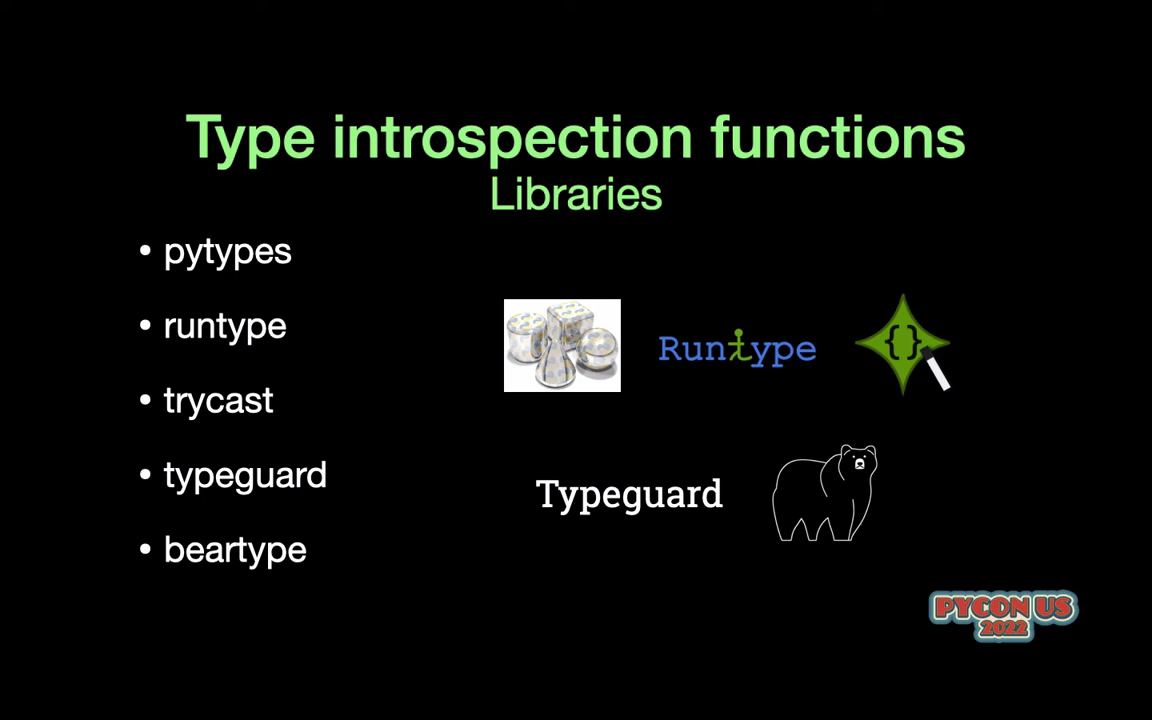 Type introspection functions
Libraries
• pytypes
• runtype
• trycast
• typeguard
• beartype
Runtype
{}
Typeguard
PYCON US
2022